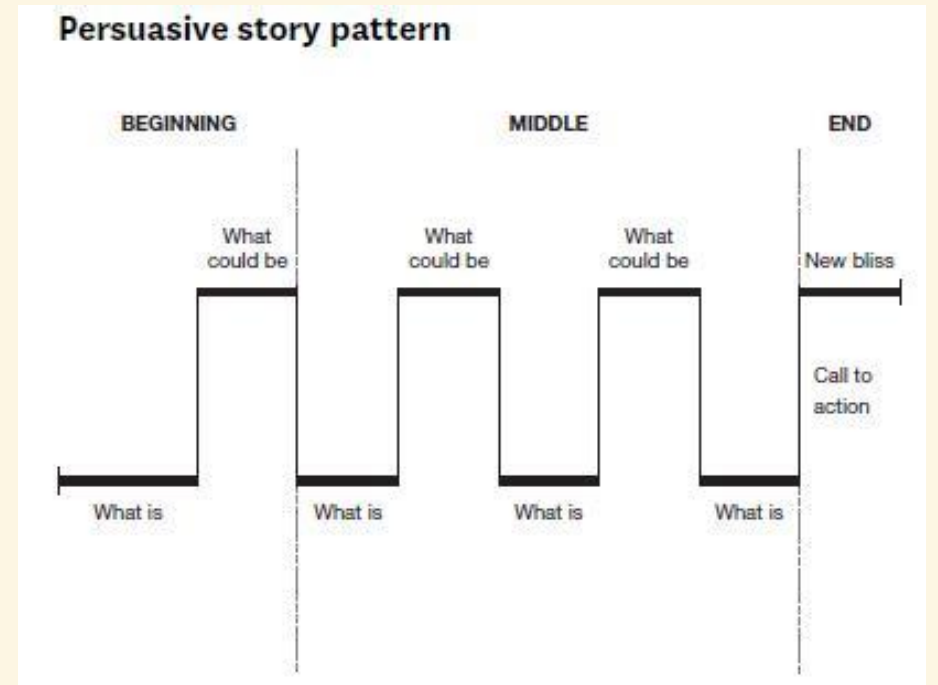 Persuasive story pattern
BEGINNING
MIDDLE
END
What
could be
What
could be
What
could be
New bliss
Call to
action
What is
What is
What is
What is